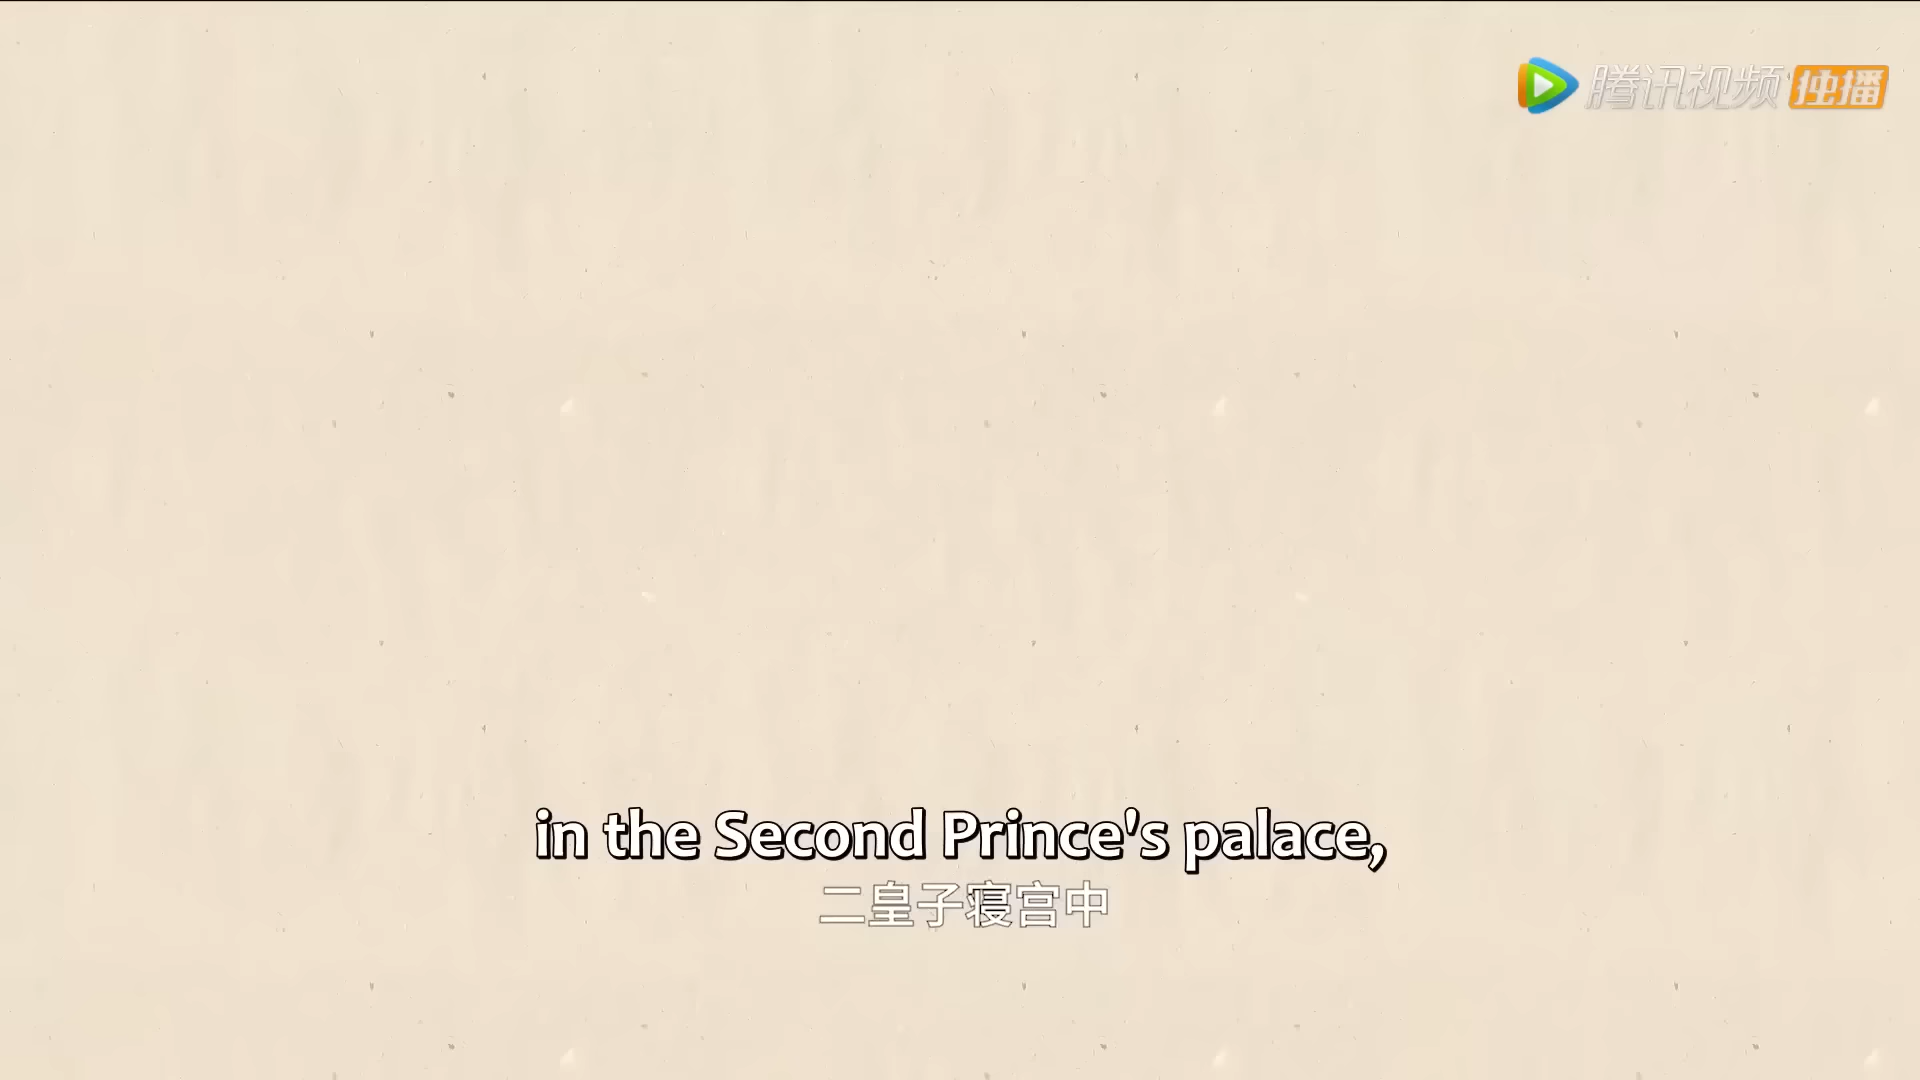 腾讯视频 独播
in the Second Prince's palace,
二皇子寝宫中